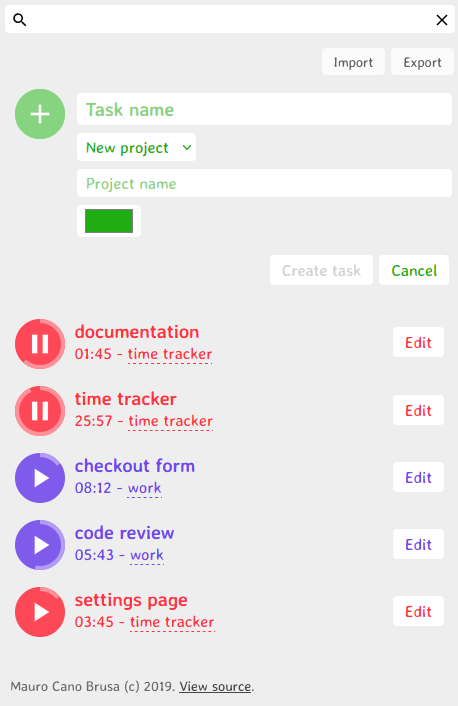 Import Export
Task name
New project
Project name
Create task Cancel
documentation
01:45 - time tracker
Edit
time tracker
25:57 - time tracker
Edit
checkout form
08:12 - work
Edit
code review
05:43 - work
Edit
settings page
03:45 - time tracker
Edit
Mauro Cano Brusa (c) 2019. View source.